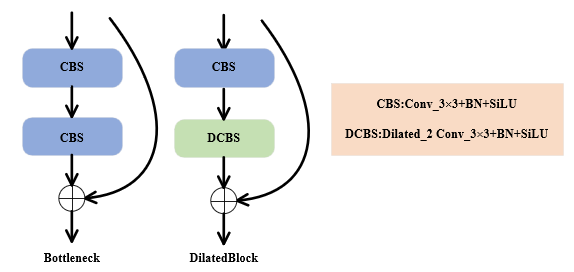 CBS
CBS
Bottleneck
CBS
DCBS
DilatedBlock
CBS:Conv_3×3+BN+SiLU
DCBS:Dilated_2 Conv_3×3+BN+SiLU